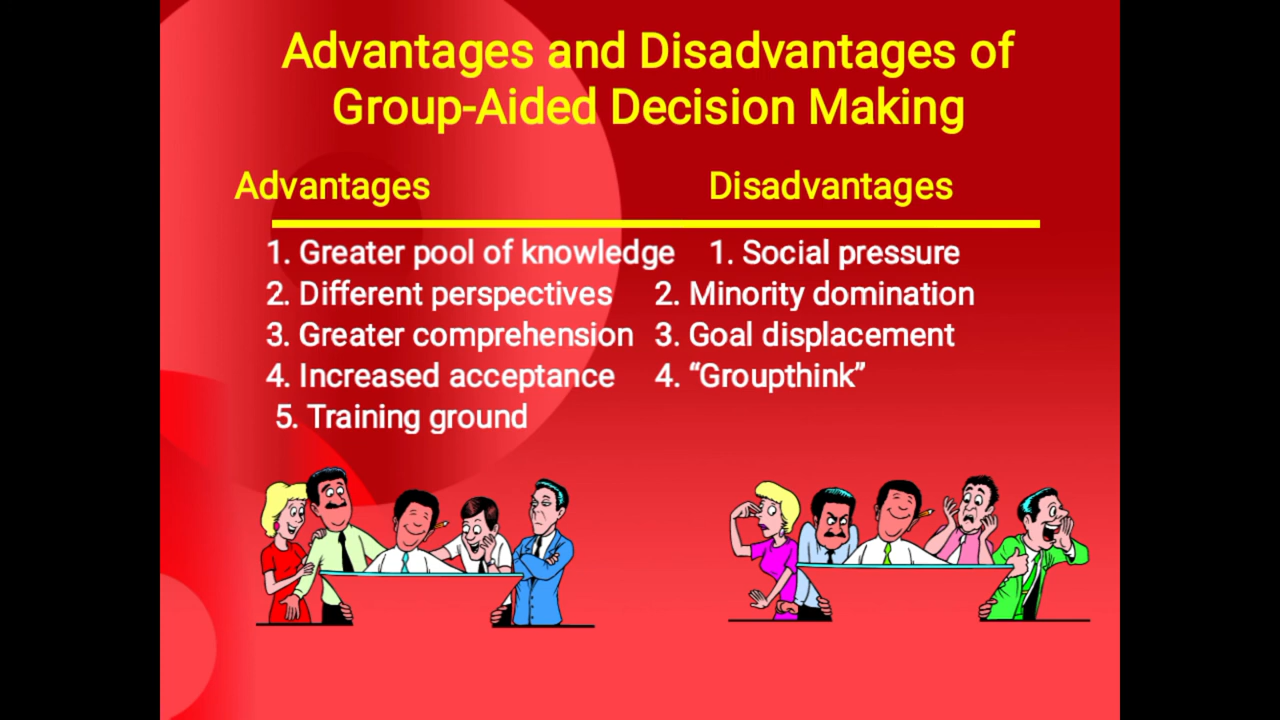 Advantages and Disadvantages of
Group-Aided Decision Making
Advantages
Disadvantages
1. Greater pool of knowledge 1. Social pressure
2. Different perspectives 2. Minority domination
3. Greater comprehension 3. Goal displacement
4. Increased acceptance 4. “Groupthink”
5. Training ground